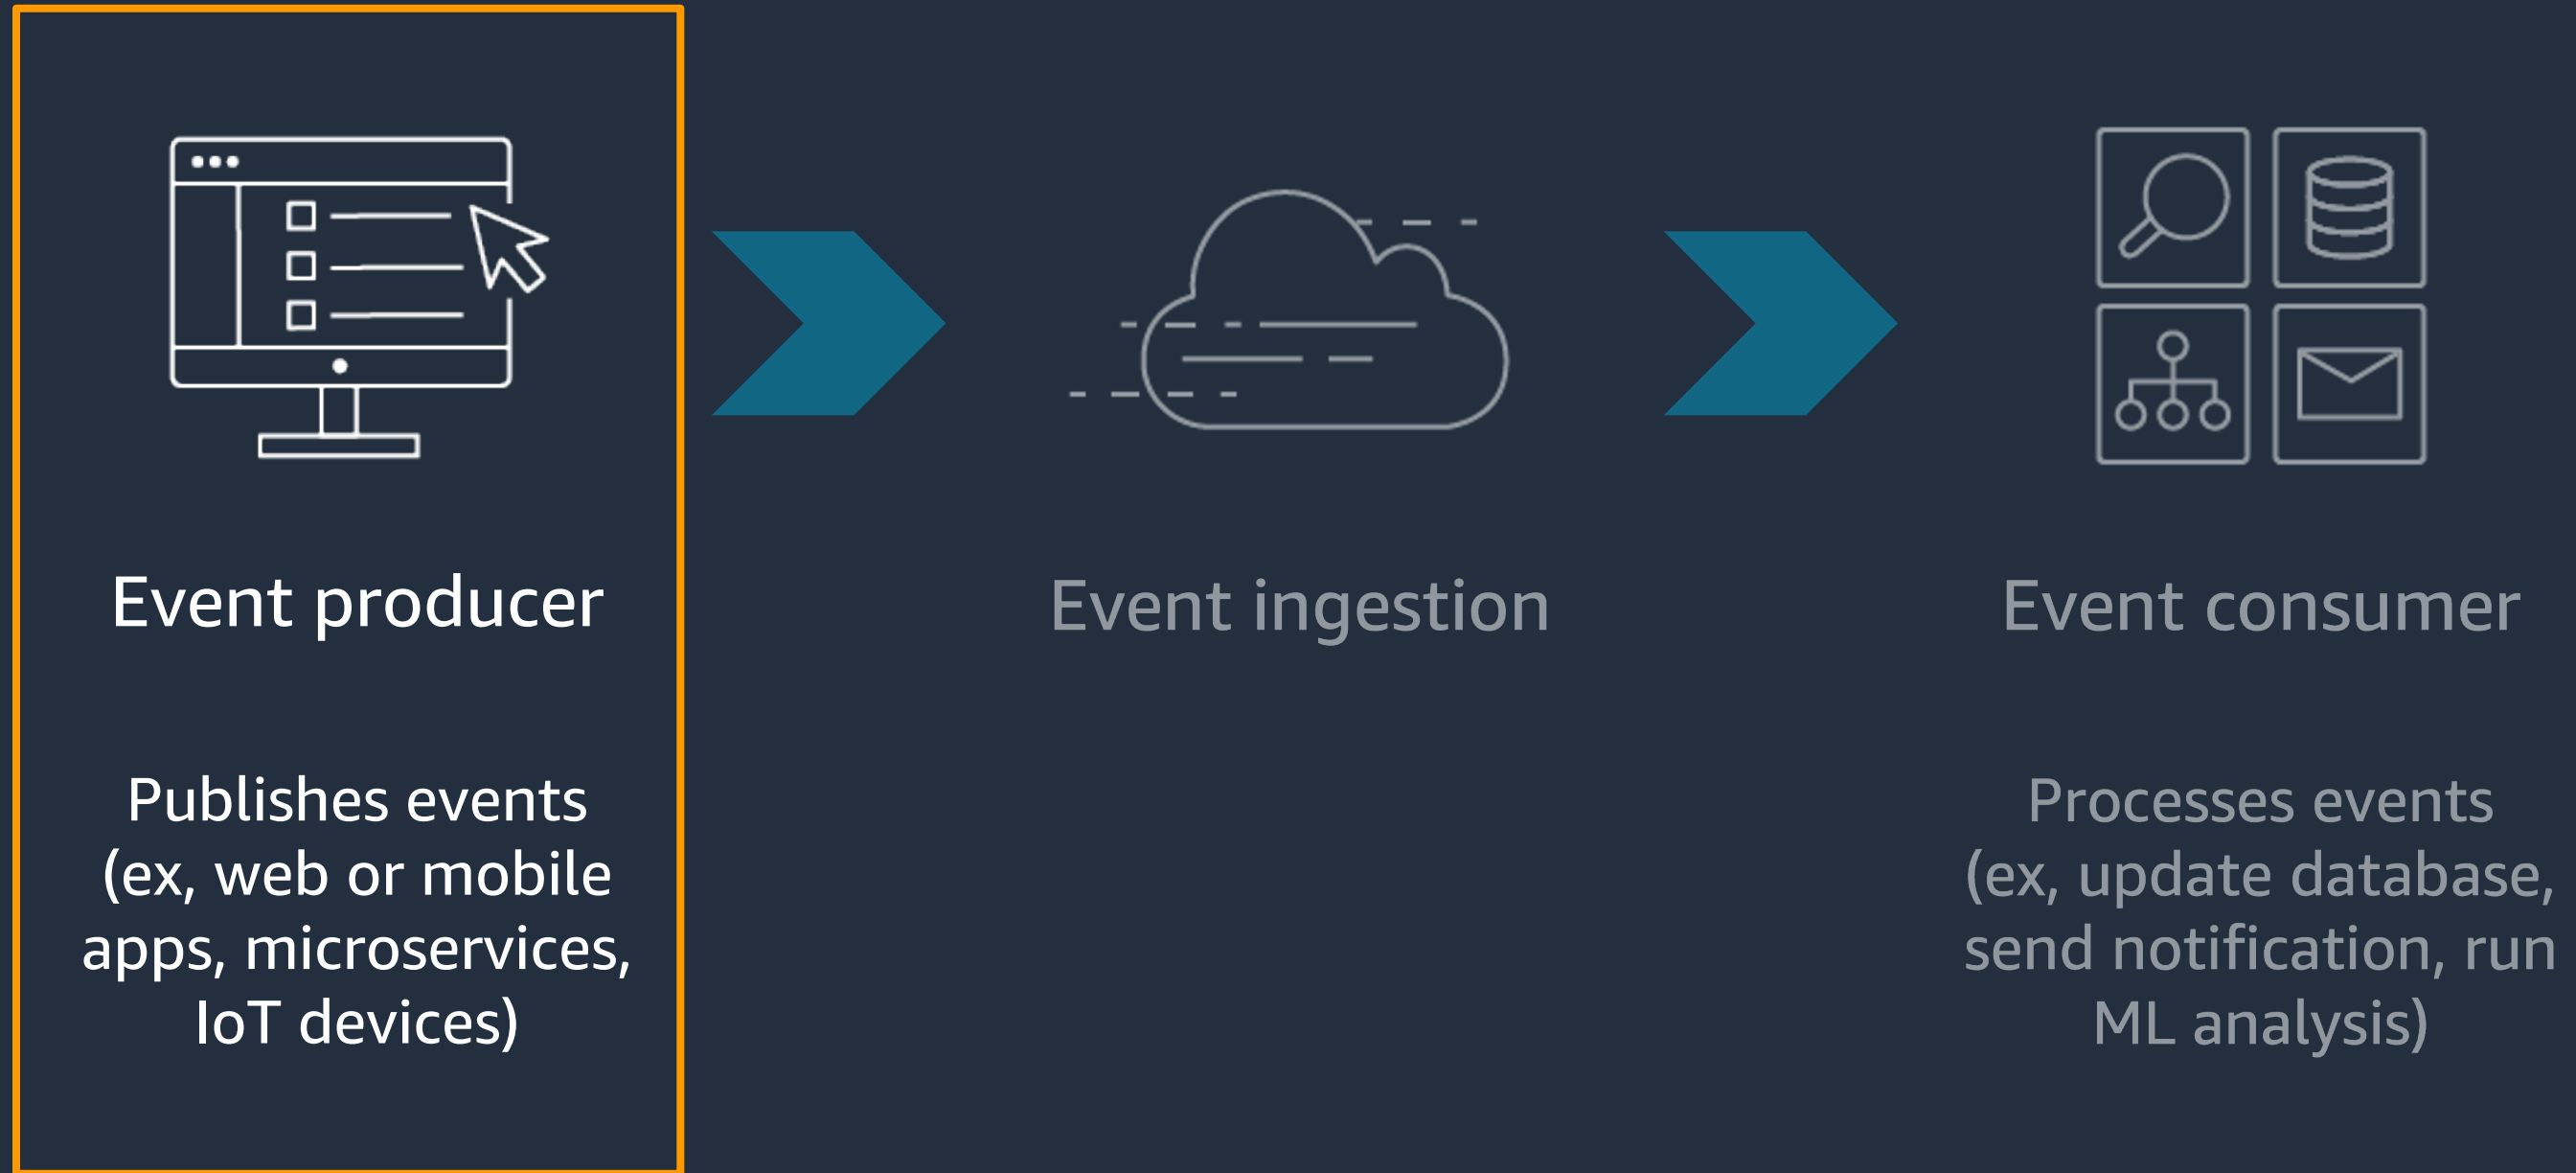 Event producer
Publishes events
(ex, web or mobile
apps, microservices,
IoT devices)
Event ingestion
Event consumer
Processes events
(ex, update database,
send notification, run
ML analysis)